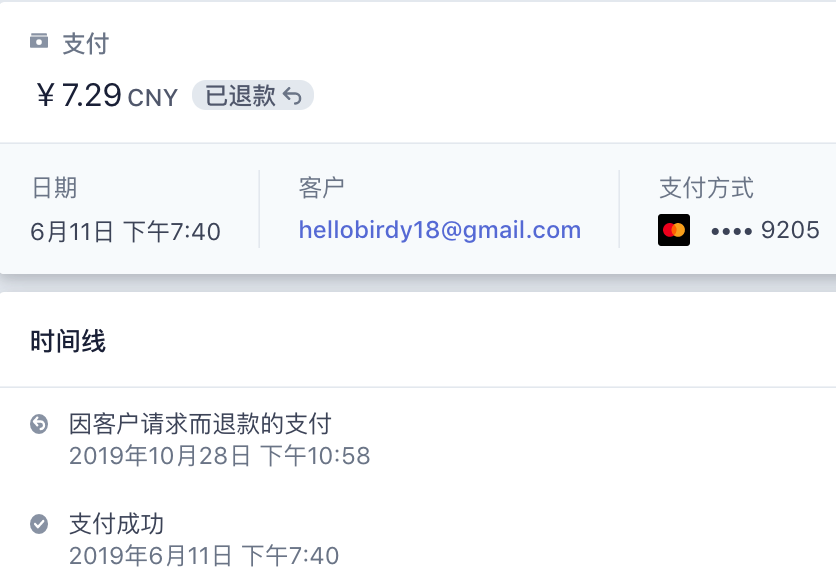 支付
¥ 7.29 CNY 已退款
日期
6月11日 下午7:40
客户
hellobirdy18@gmail.com
支付方式
•••• 9205
时间线
因客户请求而退款的支付
2019年10月28日 下午10:58
支付成功
2019年6月11日 下午7:40